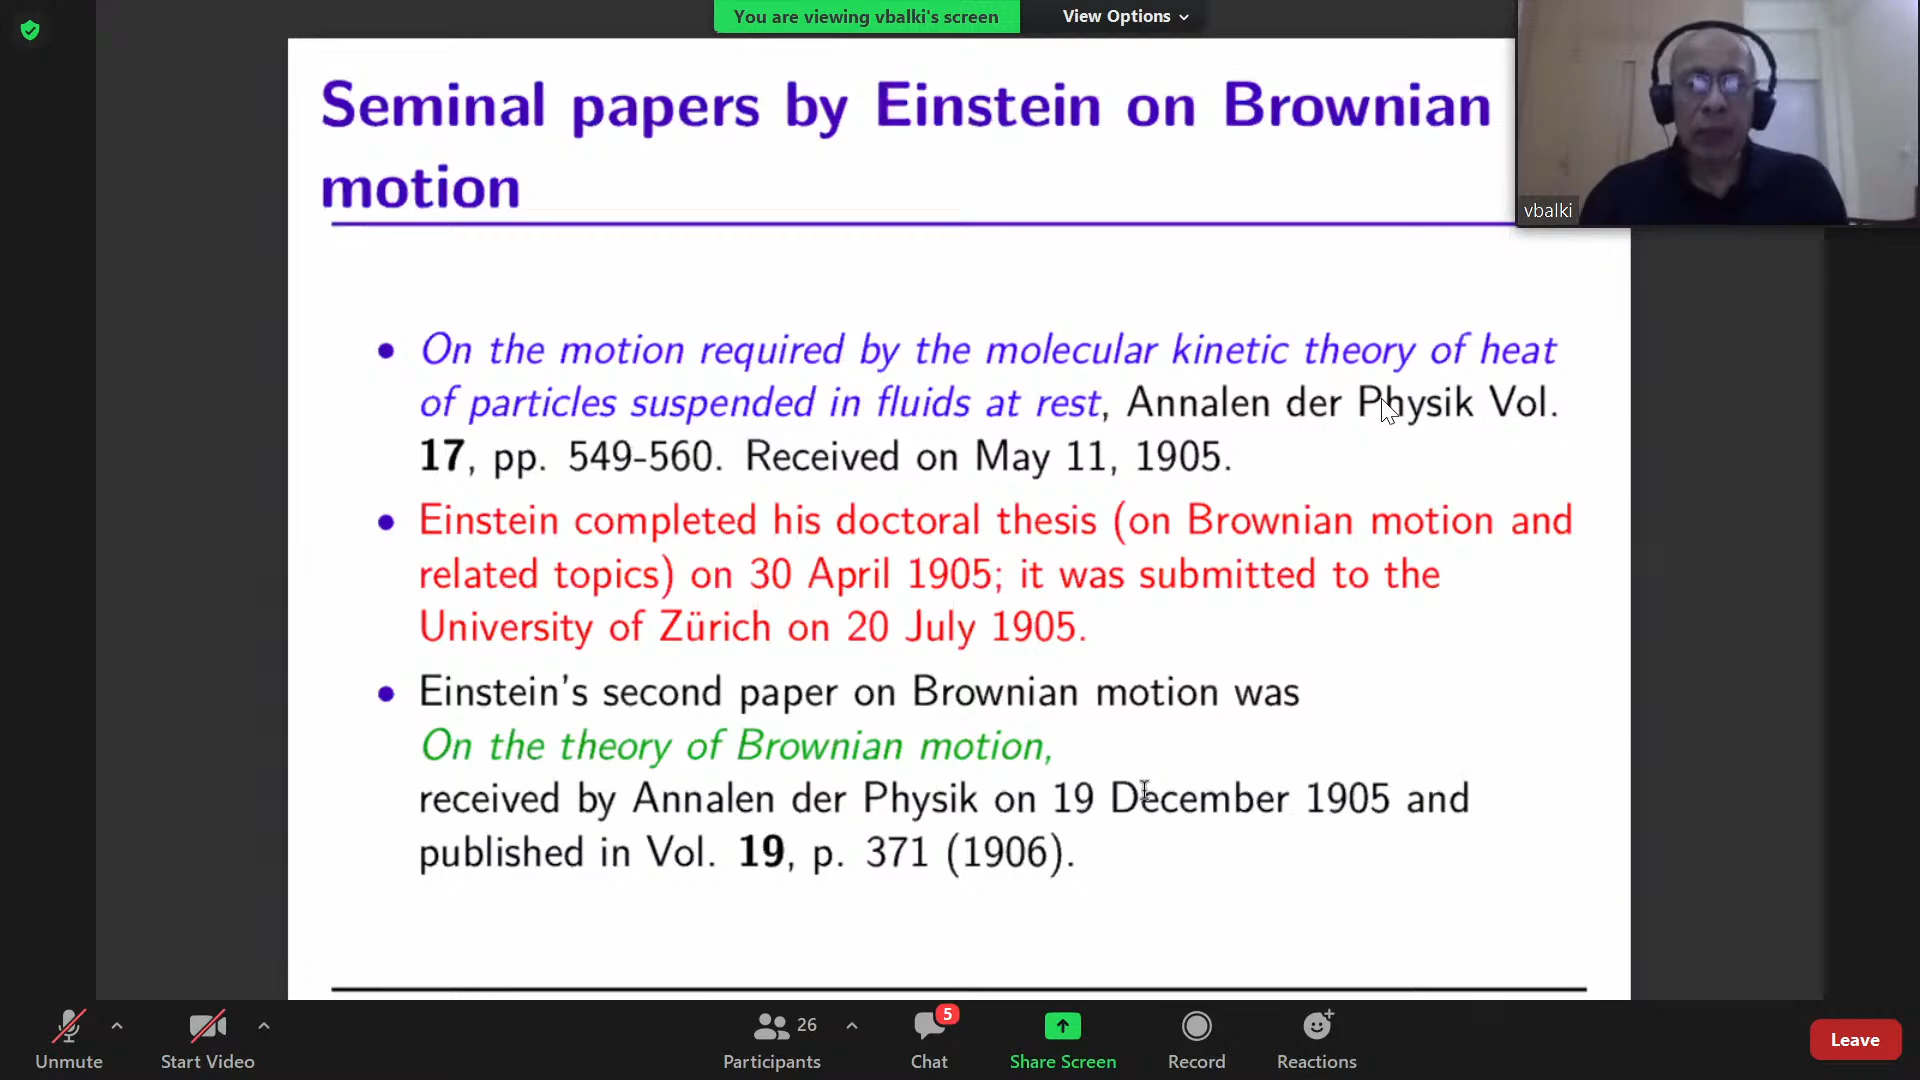 You are viewing vbalki's screen
View Options
Seminal papers by Einstein on Brownian
motion
vbalki
• On the motion required by the molecular kinetic theory of heat
of particles suspended in fluids at rest, Annalen der Physik Vol.
17, pp. 549-560. Received on May 11, 1905.
• Einstein completed his doctoral thesis (on Brownian motion and
related topics) on 30 April 1905; it was submitted to the
University of Zürich on 20 July 1905.
• Einstein's second paper on Brownian motion was
On the theory of Brownian motion,
received by Annalen der Physik on 19 December 1905 and
published in Vol. 19, p. 371 (1906).
Unmute
Start Video
26
Participants
5
Chat
Share Screen
Record
Reactions
Leave